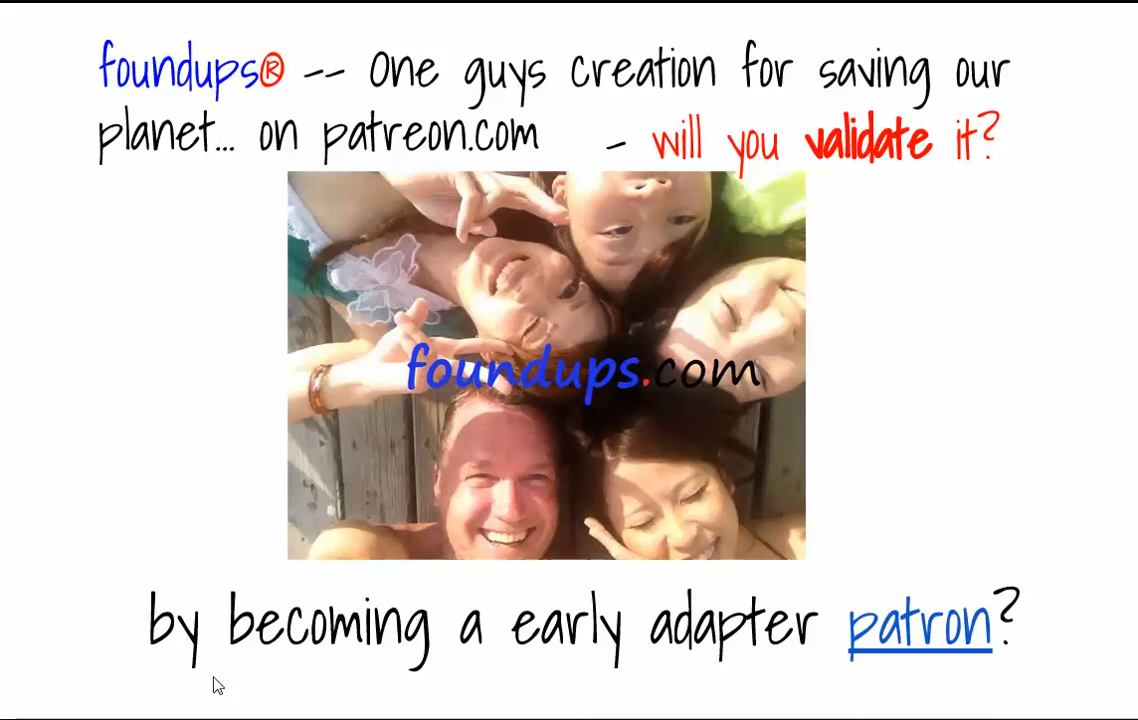 foundups® -- One guys creation for saving our
planet... on patreon.com - will you validate it?
foundups.com
by becoming a early adapter patron?